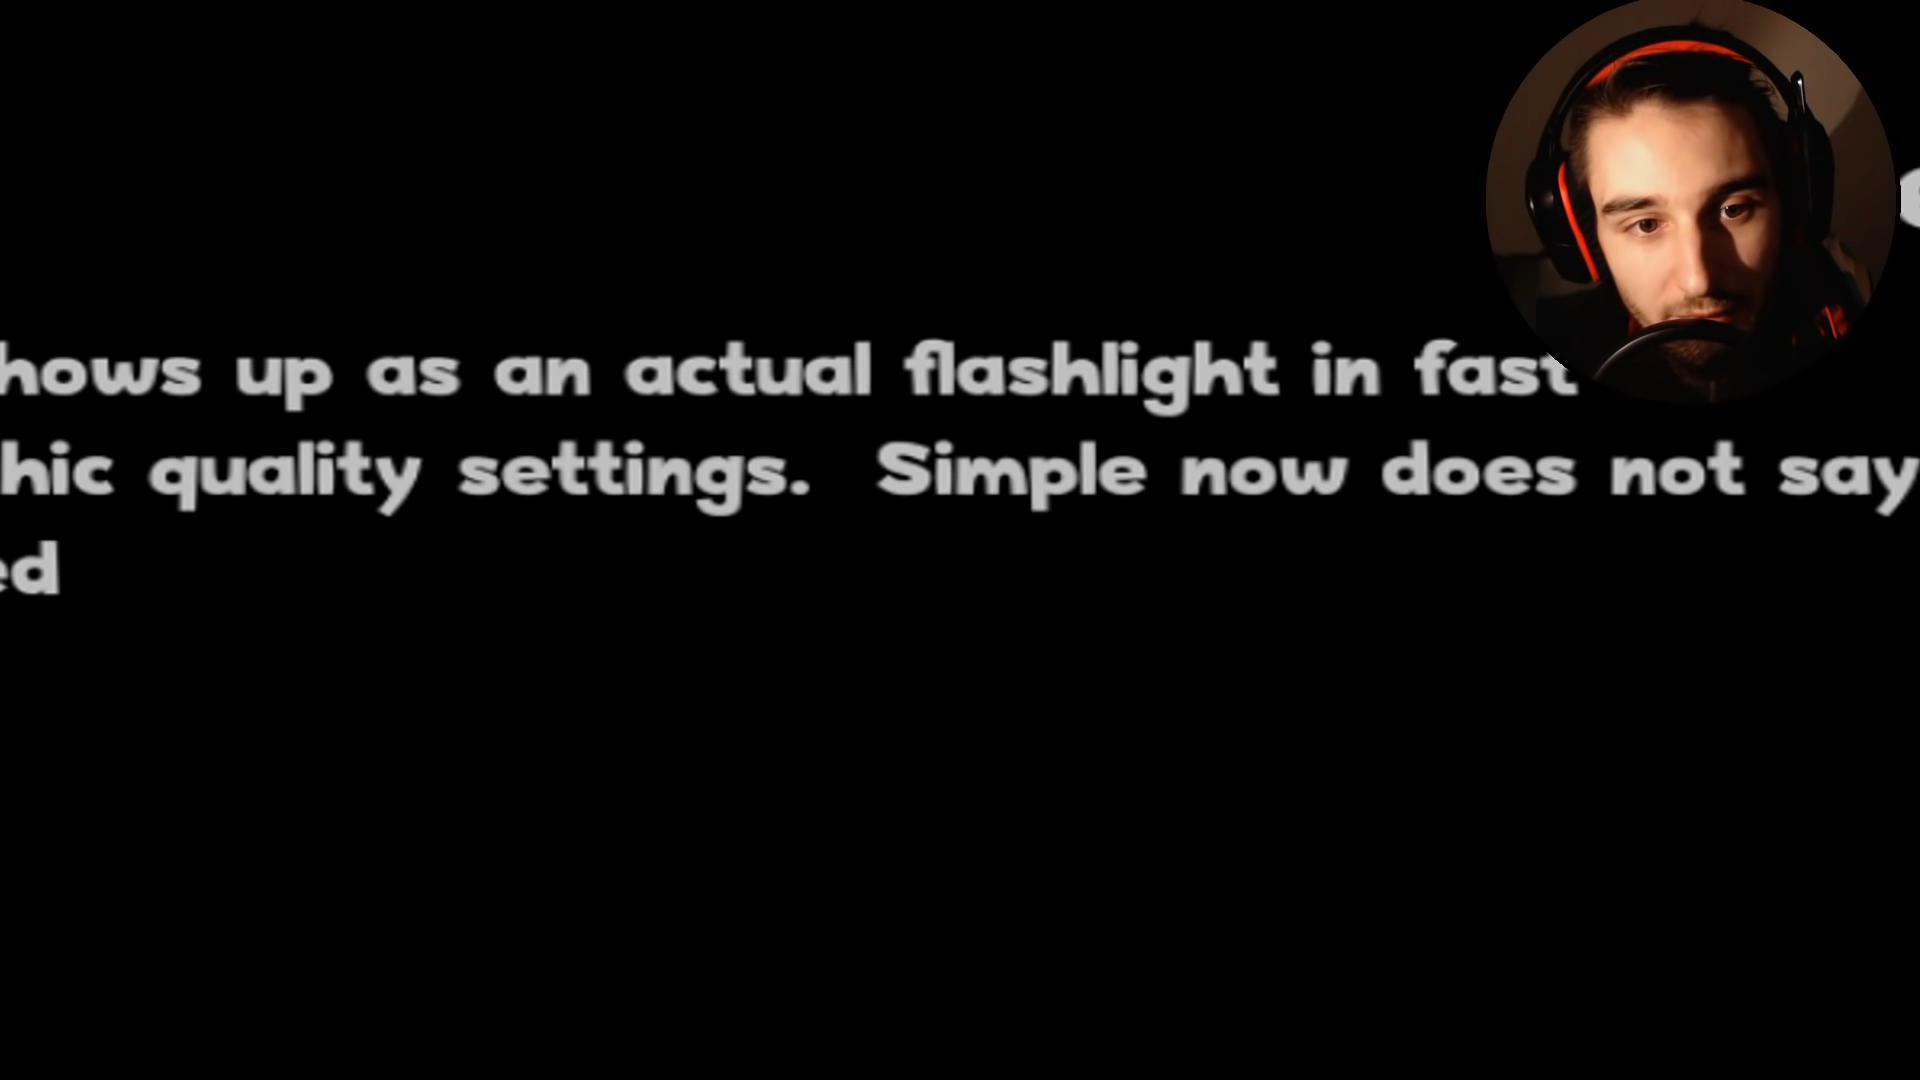 hows up as an actual flashlight in fast
hic quality settings. Simple now does not say
ed